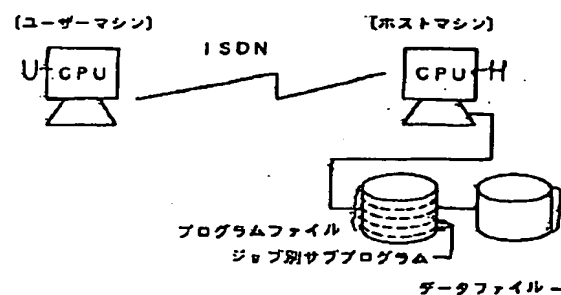 [ユーザーマシン]
[ホストマシン]
ISDN
U
CPU
CPU
H
プログラムファイル
ジョブ別サブプログラム
データファイル